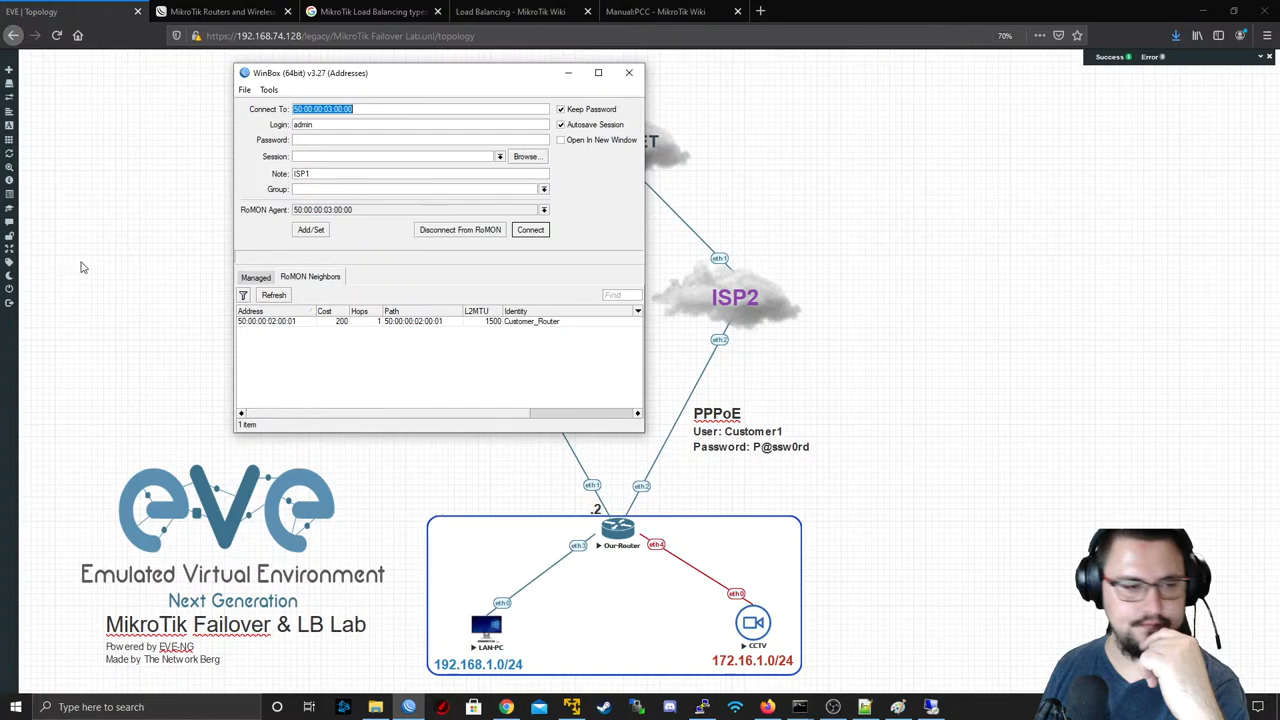 EVE | Topology
MikroTik Routers and Wireles
MikroTik Load Balancing types
Load Balancing - MikroTik Wiki
Manual:PCC - MikroTik Wiki
https://192.168.74.128/legacy/MikroTik Failover Lab.unl/topology
70%
Success
Error
WinBox (64bit) v3.27 (Addresses)
File Tools
Connect To: 50:00:00:03:00:00
Keep Password
Login: admin
Autosave Session
Password:
Open In New Window
Session:
Browse...
Note: ISP1
Group:
RoMON Agent: 50:00:00:03:00:00
Add/Set
Disconnect From RoMON
Connect
Managed
RoMON Neighbors
Refresh
Find
Address Cost Hops Path L2MTU Identity
50:00:00:02:00:01 200 1 50:00:00:02:00:01 1500 Customer_Router
1 item
ET
eth1
ISP2
eth2
PPPoE
User: Customer1
Password: P@ssw0rd
eth1
eth2
.2
Our-Router
eth3
eth4
eth0
eth0
LAN-PC
CCTV
192.168.1.0/24
172.16.1.0/24
eve
Emulated Virtual Environment
Next Generation
MikroTik Failover & LB Lab
Powered by EVE-NG
Made by The Network Berg
Type here to search